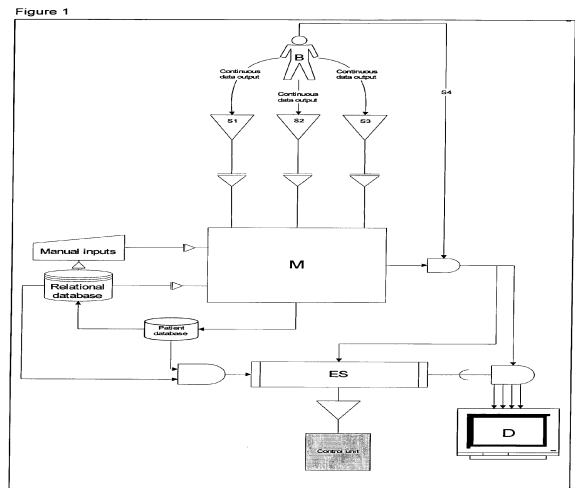 Figure 1
B
Continuous
data output
Continuous
data output
Continuous
data output
S4
S1
S2
S3
Manual inputs
M
Relational
database
Patient
database
ES
D
Control unit